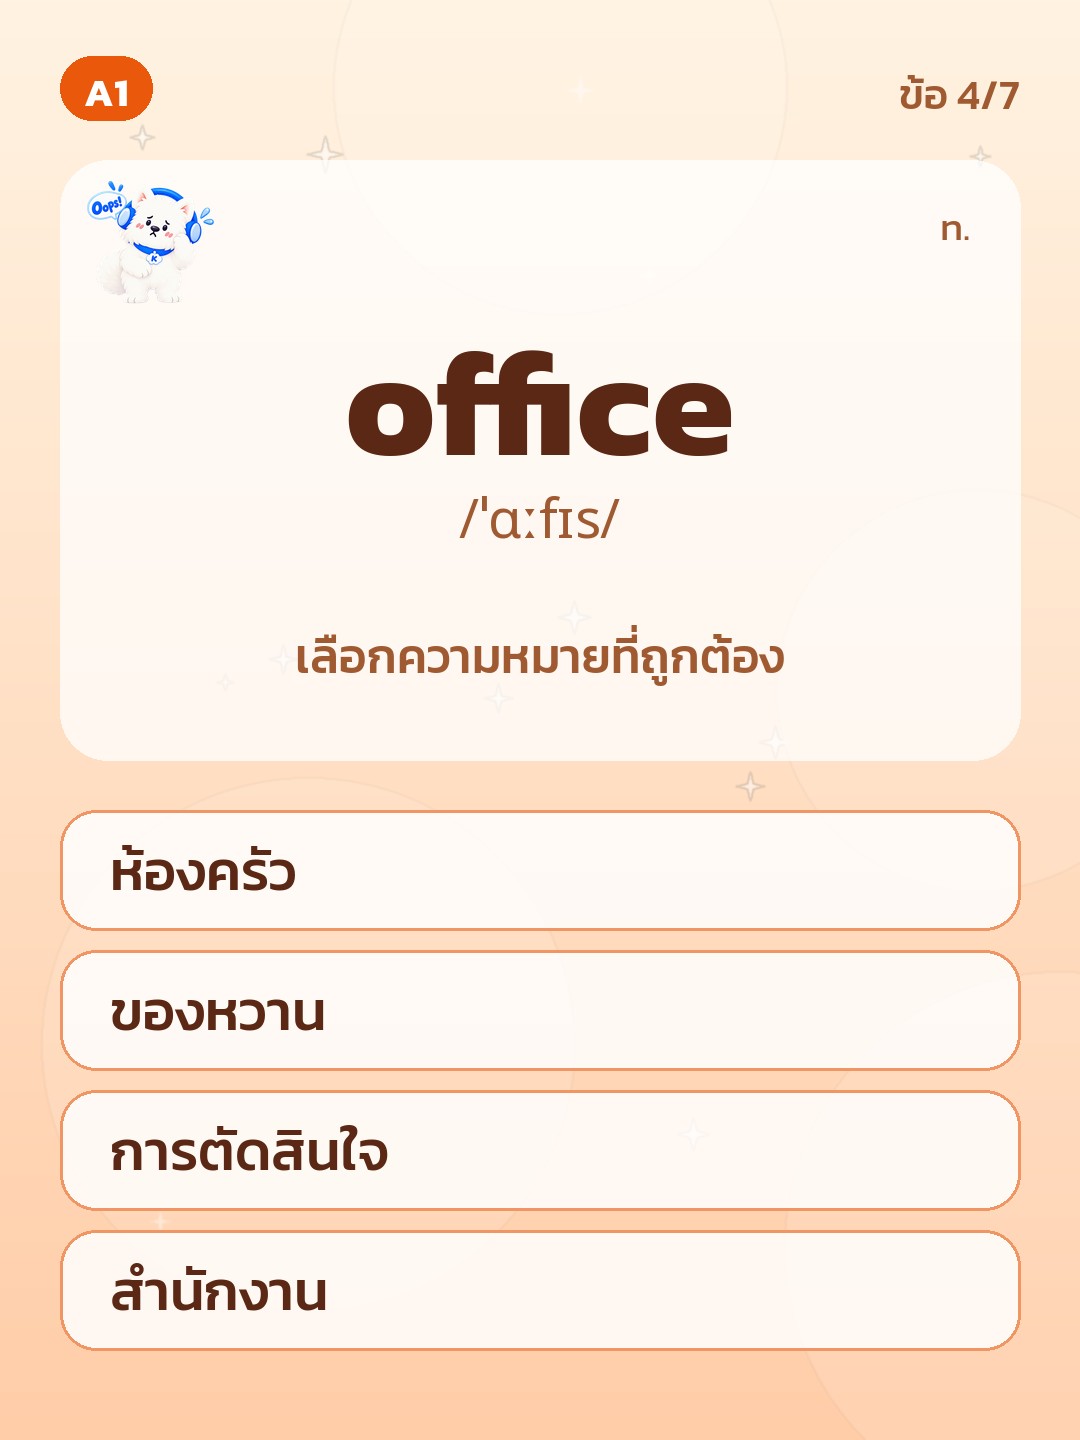 A1
ข้อ 4/7
Oops!
K
n.
office
/ˈɑːfɪs/
เลือกความหมายที่ถูกต้อง
ห้องครัว
ของหวาน
การตัดสินใจ
สำนักงาน